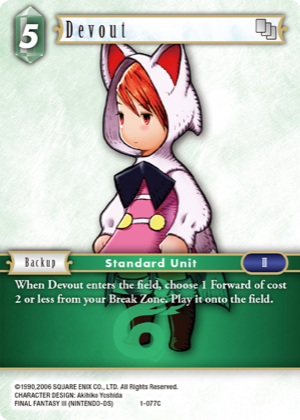 5
Devout
Backup
Standard Unit
II
When Devout enters the field, choose 1 Forward of cost
2 or less from your Break Zone. Play it onto the field.
©1990,2006 SQUARE ENIX CO., LTD. All Rights Reserved.
CHARACTER DESIGN: Akihiko Yoshida
FINAL FANTASY III (NINTENDO-DS) 1-077C